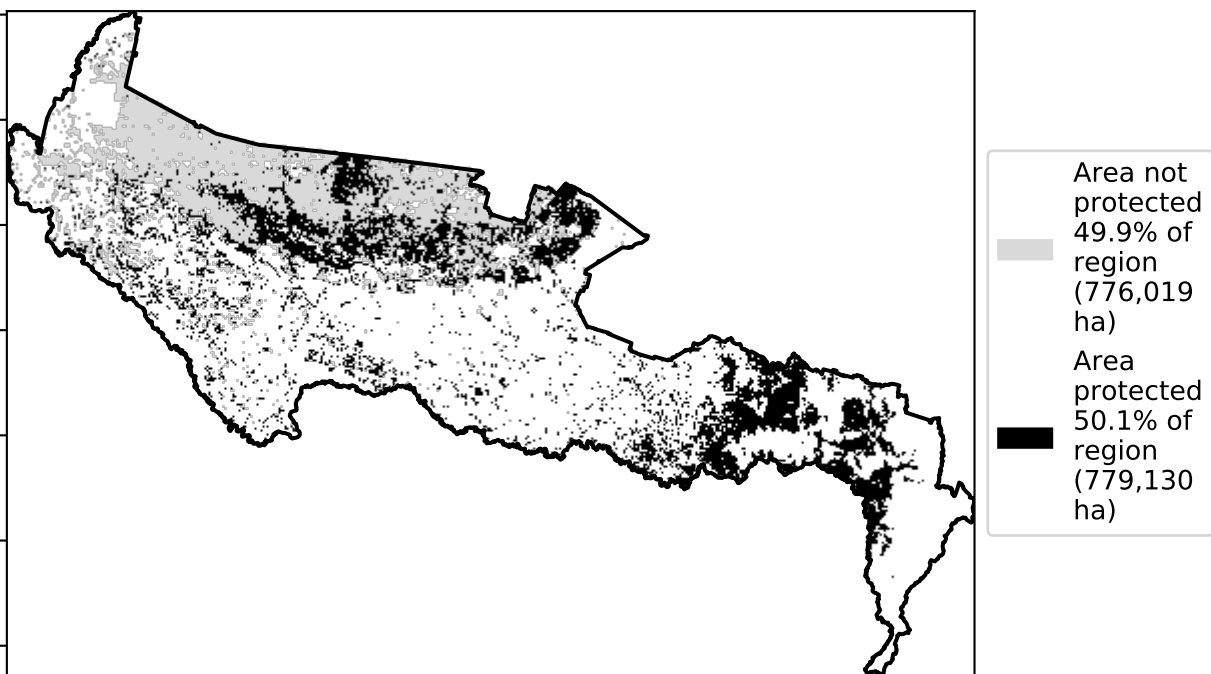 Area not
protected
49.9% of
region
(776,019
ha)
Area
protected
50.1% of
region
(779,130
ha)